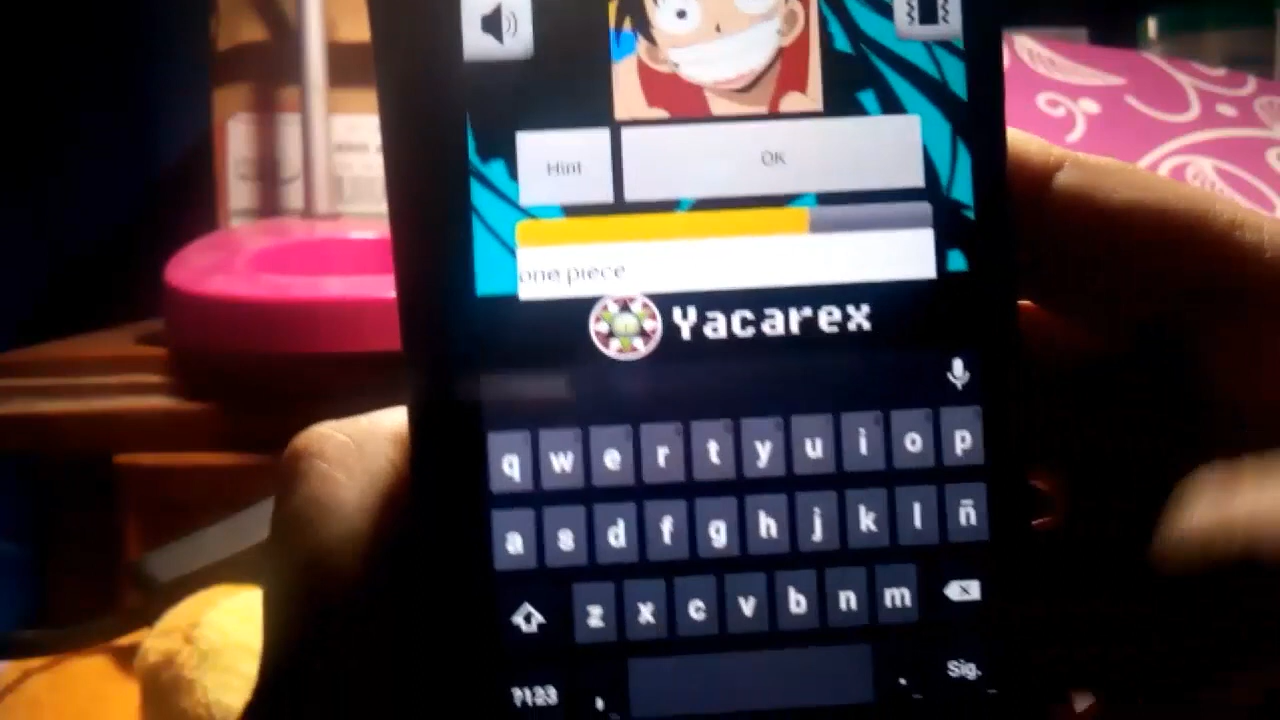 Hint OK
one piece
Yacarex
q w e r t y u i o p
a s d f g h j k l ñ
z x c v b n m
?123 , . Sig.